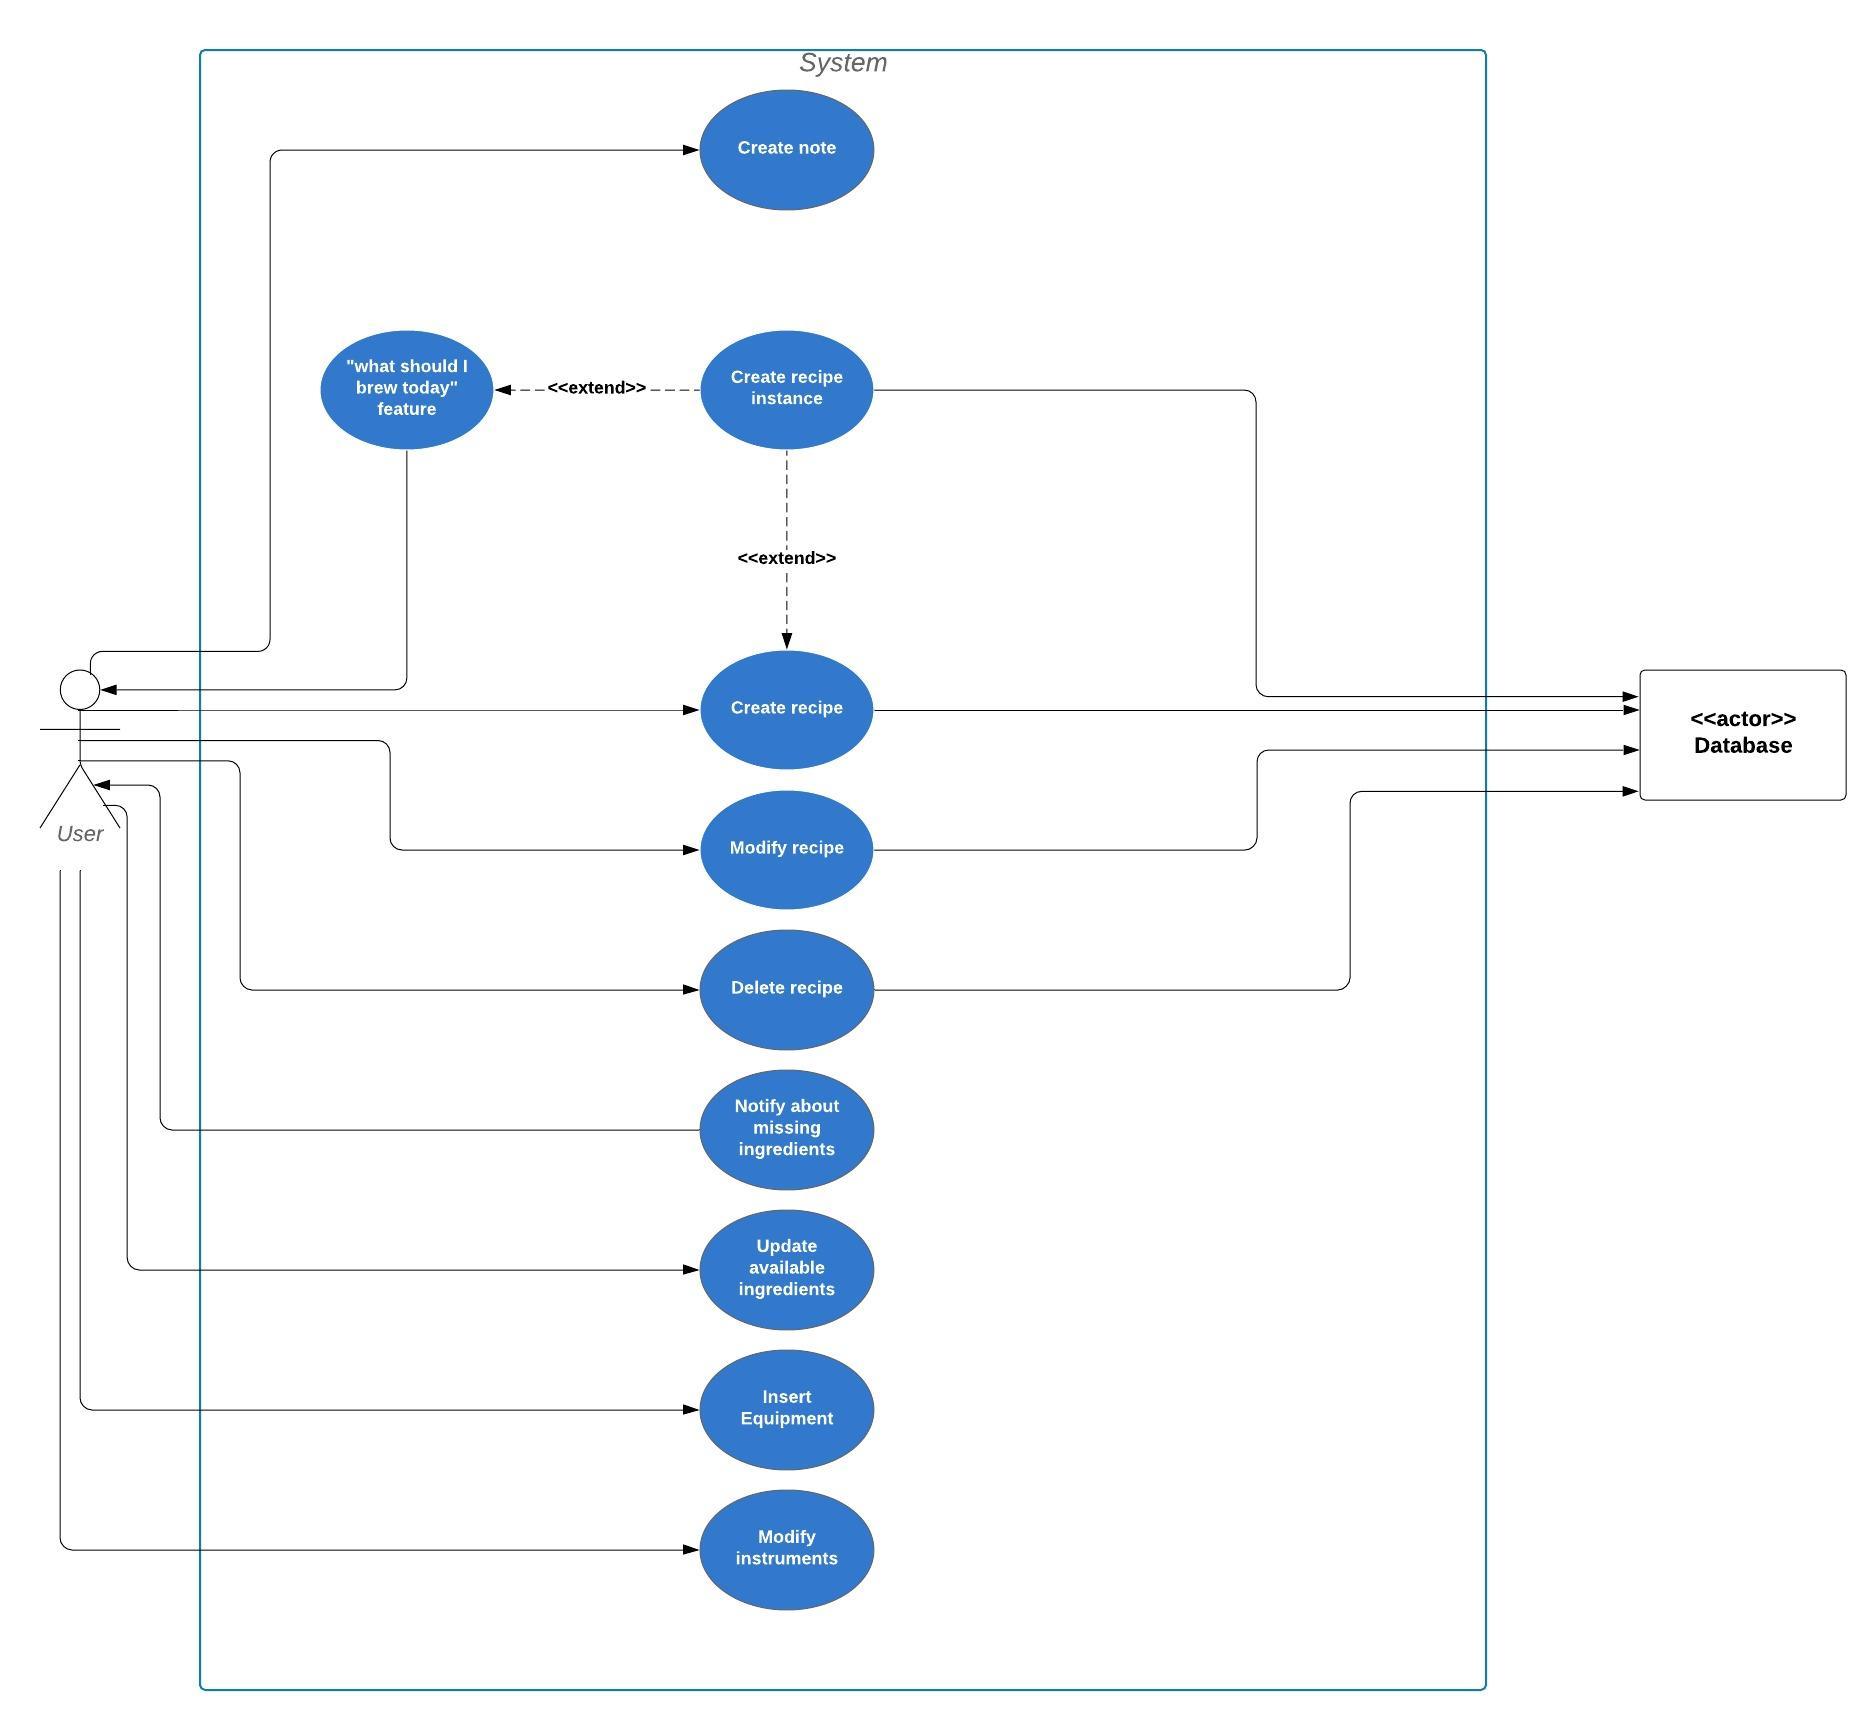 System
Create note
"what should I
brew today"
feature
<<extend>>
Create recipe
instance
<<extend>>
Create recipe
<<actor>>
Database
User
Modify recipe
Delete recipe
Notify about
missing
ingredients
Update
available
ingredients
Insert
Equipment
Modify
instruments